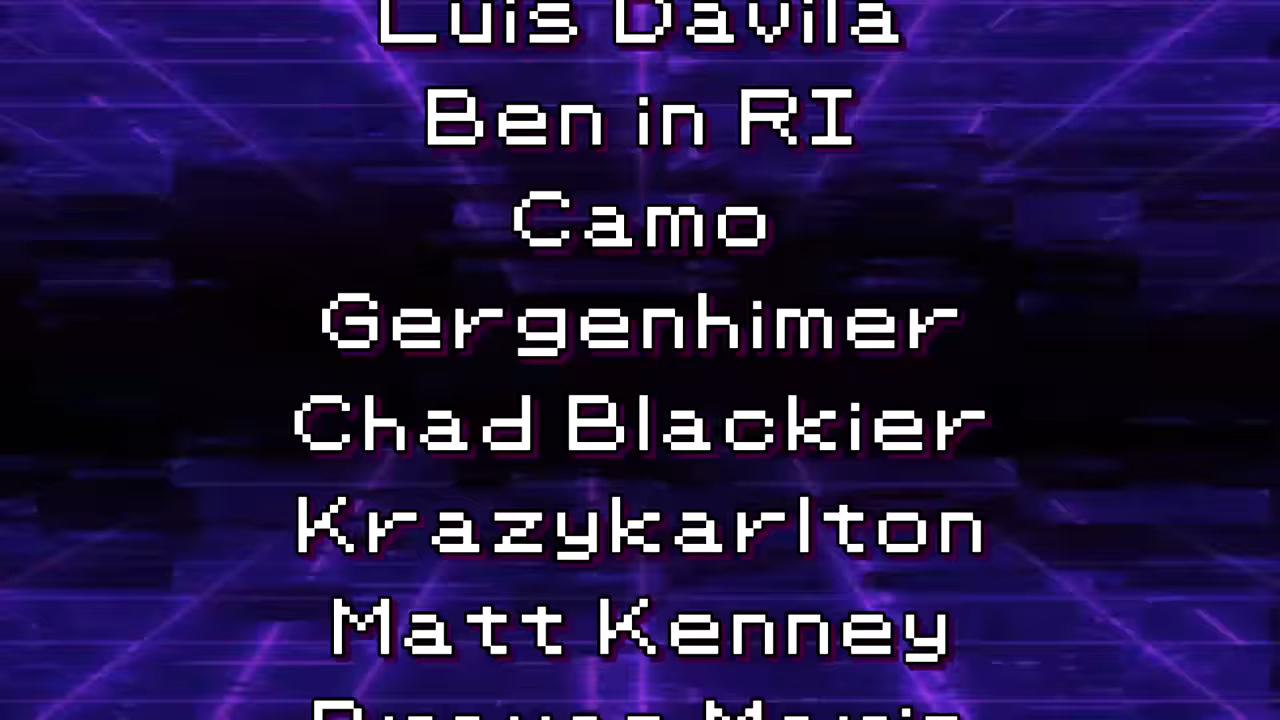 Luis Davila
Ben in RI
Camo
Gergenhimer
Chad Blackier
Krazykarlton
Matt Kenney